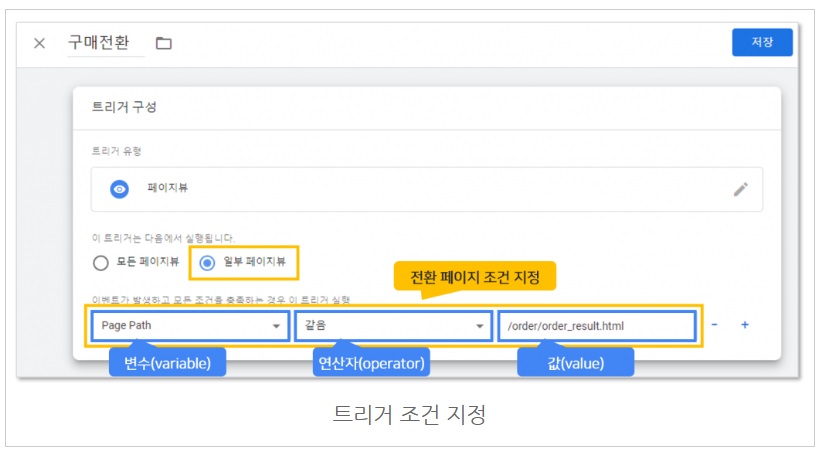 구매전환
저장
트리거 구성
트리거 유형
페이지뷰
이 트리거는 다음에서 실행됩니다.
모든 페이지뷰
일부 페이지뷰
전환 페이지 조건 지정
이벤트가 발생하고 모든 조건을 충족하는 경우 이 트리거 실행
Page Path 같음 /order/order_result.html - +
변수(variable) 연산자(operator) 값(value)
트리거 조건 지정